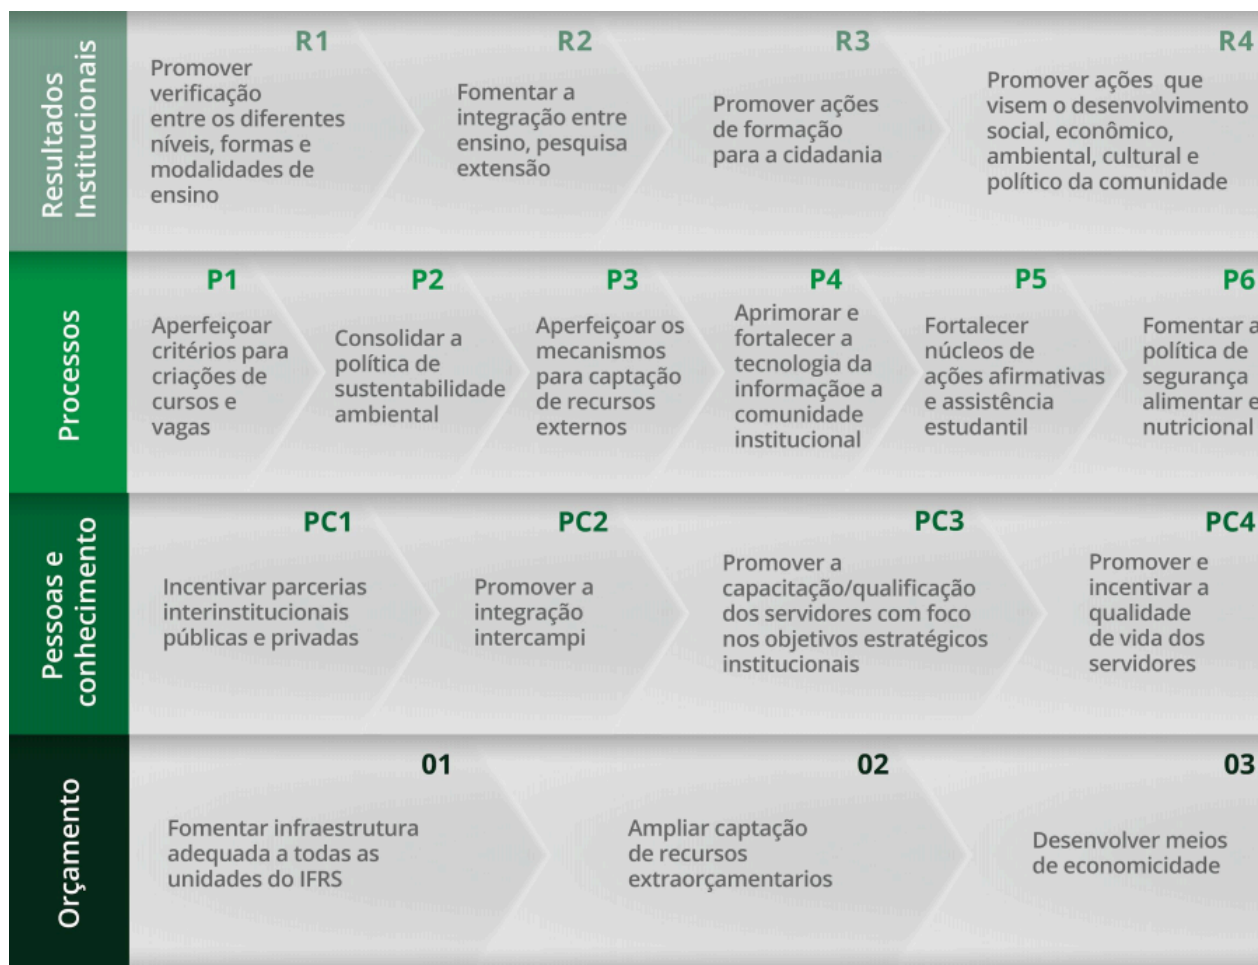 Resultados
Institucionais
R1
Promover
verificação
entre os diferentes
níveis, formas e
modalidades de
ensino
R2
Fomentar a
integração entre
ensino, pesquisa
extensão
R3
Promover ações
de formação
para a cidadania
R4
Promover ações que
visem o desenvolvimento
social, econômico,
ambiental, cultural e
político da comunidade
Processos
P1
Aperfeiçoar
critérios para
criações de
cursos e
vagas
P2
Consolidar a
política de
sustentabilidade
ambiental
P3
Aperfeiçoar os
mecanismos
para captação
de recursos
externos
P4
Aprimorar e
fortalecer a
tecnologia da
informaçãoe a
comunidade
institucional
P5
Fortalecer
núcleos de
ações afirmativas
e assistência
estudantil
P6
Fomentar a
política de
segurança
alimentar e
nutricional
Pessoas e
conhecimento
PC1
Incentivar parcerias
interinstitucionais
públicas e privadas
PC2
Promover a
integração
intercampi
PC3
Promover a
capacitação/qualificação
dos servidores com foco
nos objetivos estratégicos
institucionais
PC4
Promover e
incentivar a
qualidade
de vida dos
servidores
Orçamento
01
Fomentar infraestrutura
adequada a todas as
unidades do IFRS
02
Ampliar captação
de recursos
extraorçamentarios
03
Desenvolver meios
de economicidade